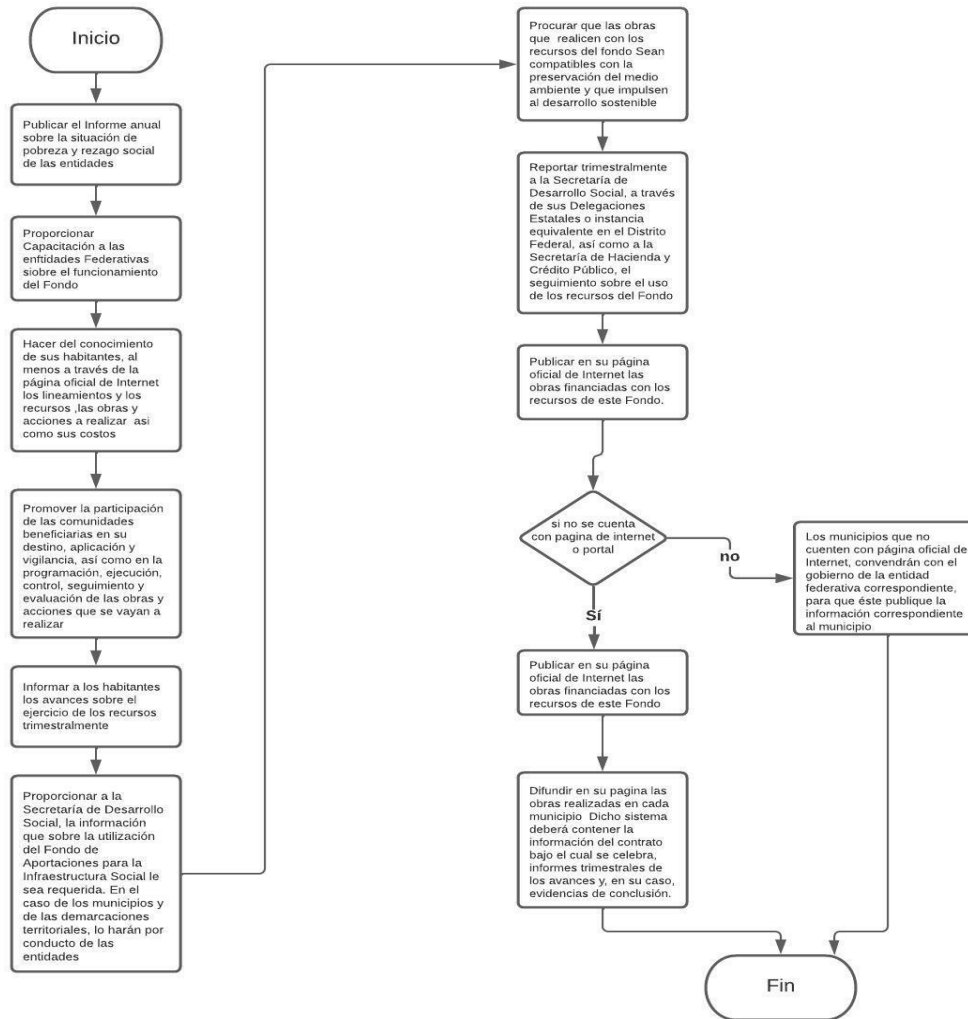 Inicio
Publicar el Informe anual
sobre la situación de
pobreza y rezago social
de las entidades
Proporcionar
Capacitación a las
enftidades Federativas
siobre el funcionamiento
del Fondo
Hacer del conocimiento
de sus habitantes, al
menos a través de la
página oficial de Internet
los lineamientos y los
recursos ,las obras y
acciones a realizar asi
como sus costos
Promover la participación
de las comunidades
beneficiarias en su
destino, aplicación y
vigilancia, así como en la
programación, ejecución,
control, seguimiento y
evaluación de las obras y
acciones que se vayan a
realizar
Informar a los habitantes
los avances sobre el
ejercicio de los recursos
trimestralmente
Proporcionar a la
Secretaría de Desarrollo
Social, la información
que sobre la utilización
del Fondo de
Aportaciones para la
Infraestructura Social le
sea requerida. En el
caso de los municipios y
de las demarcaciones
territoriales, lo harán por
conducto de las
entidades
Procurar que las obras
que realicen con los
recursos del fondo Sean
compatibles con la
preservación del medio
ambiente y que impulsen
al desarrollo sostenible
Reportar trimestralmente
a la Secretaría de
Desarrollo Social, a través
de sus Delegaciones
Estatales o instancia
equivalente en el Distrito
Federal, así como a la
Secretaría de Hacienda y
Crédito Público, el
seguimiento sobre el uso
de los recursos del Fondo
Publicar en su página
oficial de Internet las
obras financiadas con los
recursos de este Fondo.
si no se cuenta
con pagina de internet
o portal
no
Los municipios que no
cuenten con página oficial de
Internet, convendrán con el
gobierno de la entidad
federativa correspondiente,
para que éste publique la
información correspondiente
al municipio
Sí
Publicar en su página
oficial de Internet las
obras financiadas con los
recursos de este Fondo
Difundir en su pagina las
obras realizadas en cada
municipio Dicho sistema
deberá contener la
información del contrato
bajo el cual se celebra,
informes trimestrales de
los avances y, en su caso,
evidencias de conclusión.
Fin